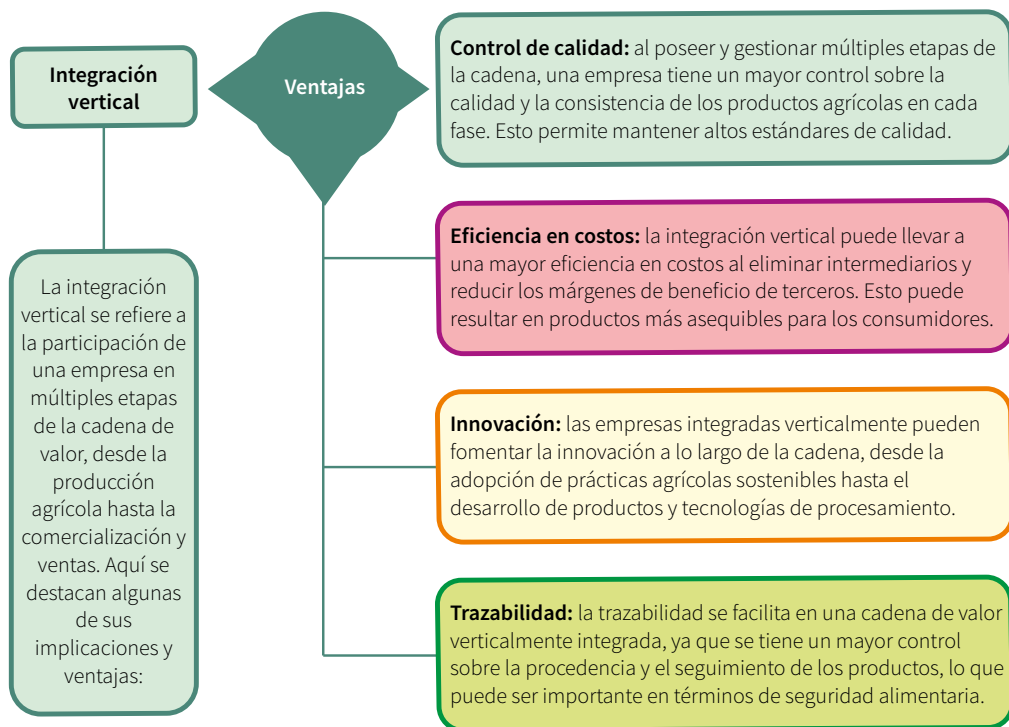 Integración
vertical
La integración
vertical se refiere a
la participación de
una empresa en
múltiples etapas
de la cadena de
valor, desde la
producción
agrícola hasta la
comercialización y
ventas. Aquí se
destacan algunas
de sus
implicaciones y
ventajas:
Ventajas
Control de calidad: al poseer y gestionar múltiples etapas de
la cadena, una empresa tiene un mayor control sobre la
calidad y la consistencia de los productos agrícolas en cada
fase. Esto permite mantener altos estándares de calidad.
Eficiencia en costos: la integración vertical puede llevar a
una mayor eficiencia en costos al eliminar intermediarios y
reducir los márgenes de beneficio de terceros. Esto puede
resultar en productos más asequibles para los consumidores.
Innovación: las empresas integradas verticalmente pueden
fomentar la innovación a lo largo de la cadena, desde la
adopción de prácticas agrícolas sostenibles hasta el
desarrollo de productos y tecnologías de procesamiento.
Trazabilidad: la trazabilidad se facilita en una cadena de valor
verticalmente integrada, ya que se tiene un mayor control
sobre la procedencia y el seguimiento de los productos, lo que
puede ser importante en términos de seguridad alimentaria.